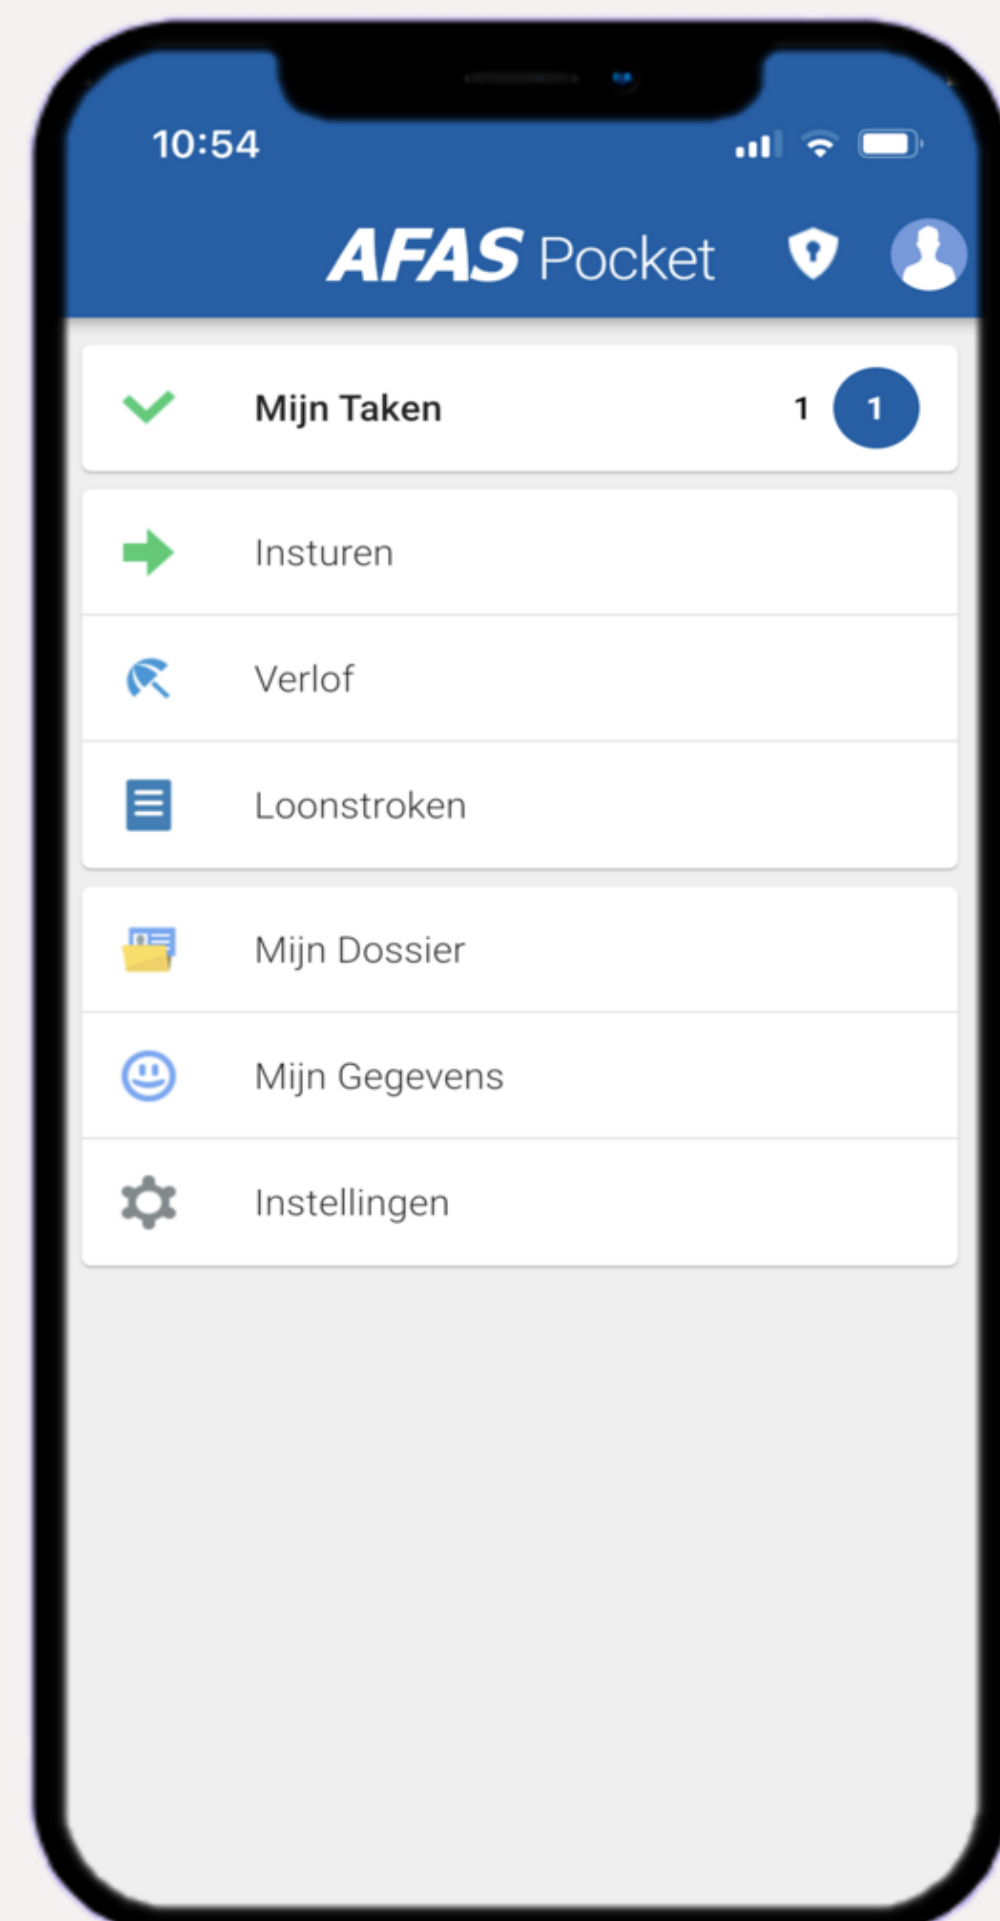 10:54
AFAS Pocket
Mijn Taken 1 1
Insturen
Verlof
Loonstroken
Mijn Dossier
Mijn Gegevens
Instellingen